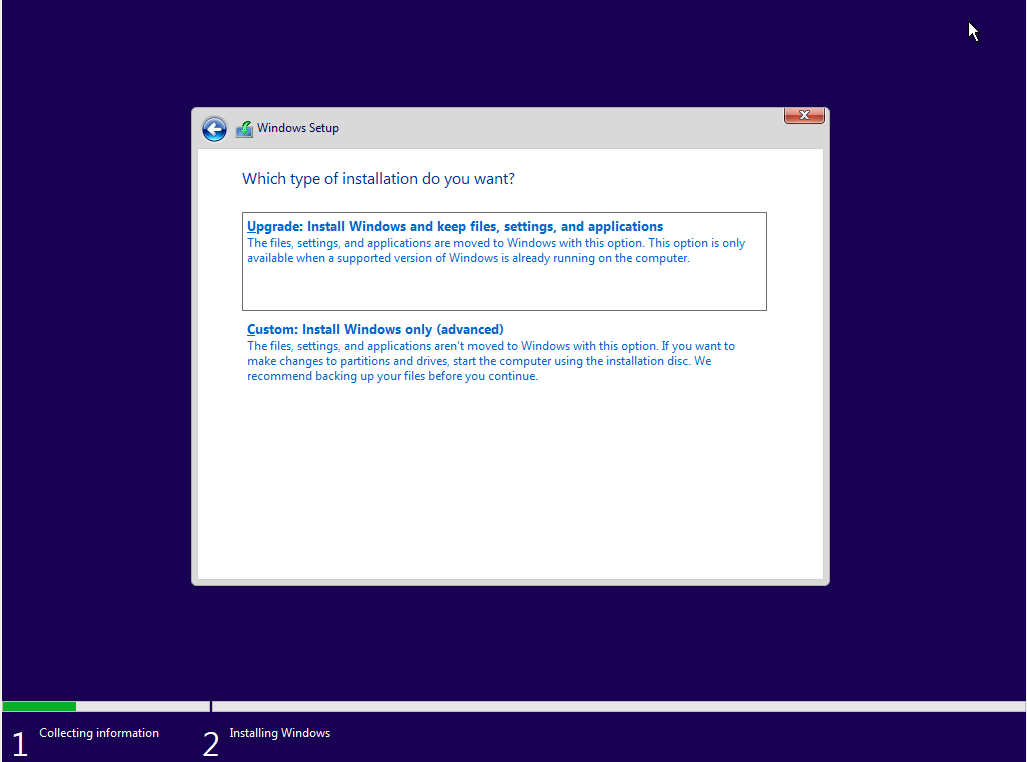 Windows Setup
Which type of installation do you want?
Upgrade: Install Windows and keep files, settings, and applications
The files, settings, and applications are moved to Windows with this option. This option is only
available when a supported version of Windows is already running on the computer.
Custom: Install Windows only (advanced)
The files, settings, and applications aren't moved to Windows with this option. If you want to
make changes to partitions and drives, start the computer using the installation disc. We
recommend backing up your files before you continue.
1 Collecting information 2 Installing Windows